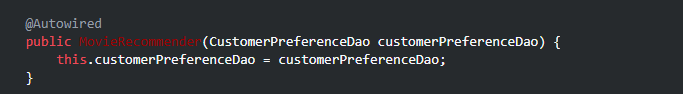 @Autowired
public MovieRecommender(CustomerPreferenceDao customerPreferenceDao) {
this.customerPreferenceDao = customerPreferenceDao;
}